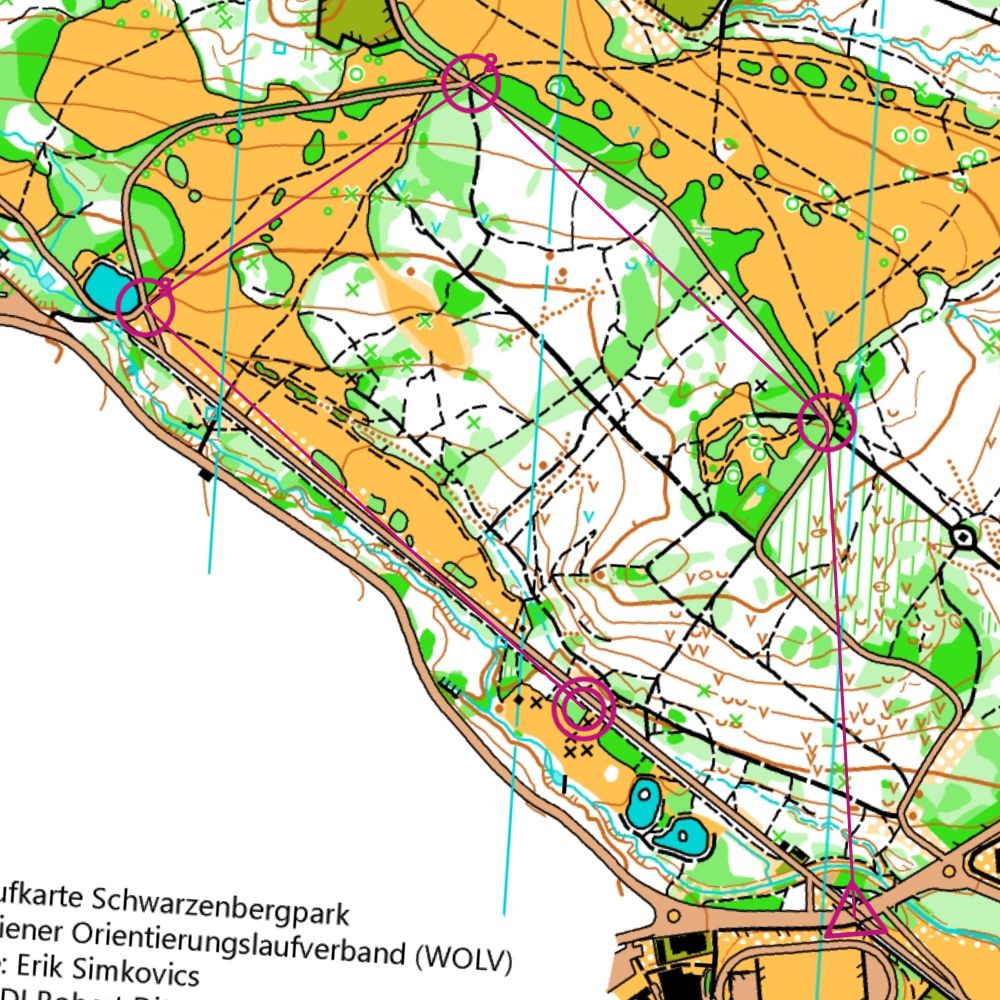 ufkarte Schwarzenbergpark
iener Orientierungslaufverband (WOLV)
: Erik Simkovics